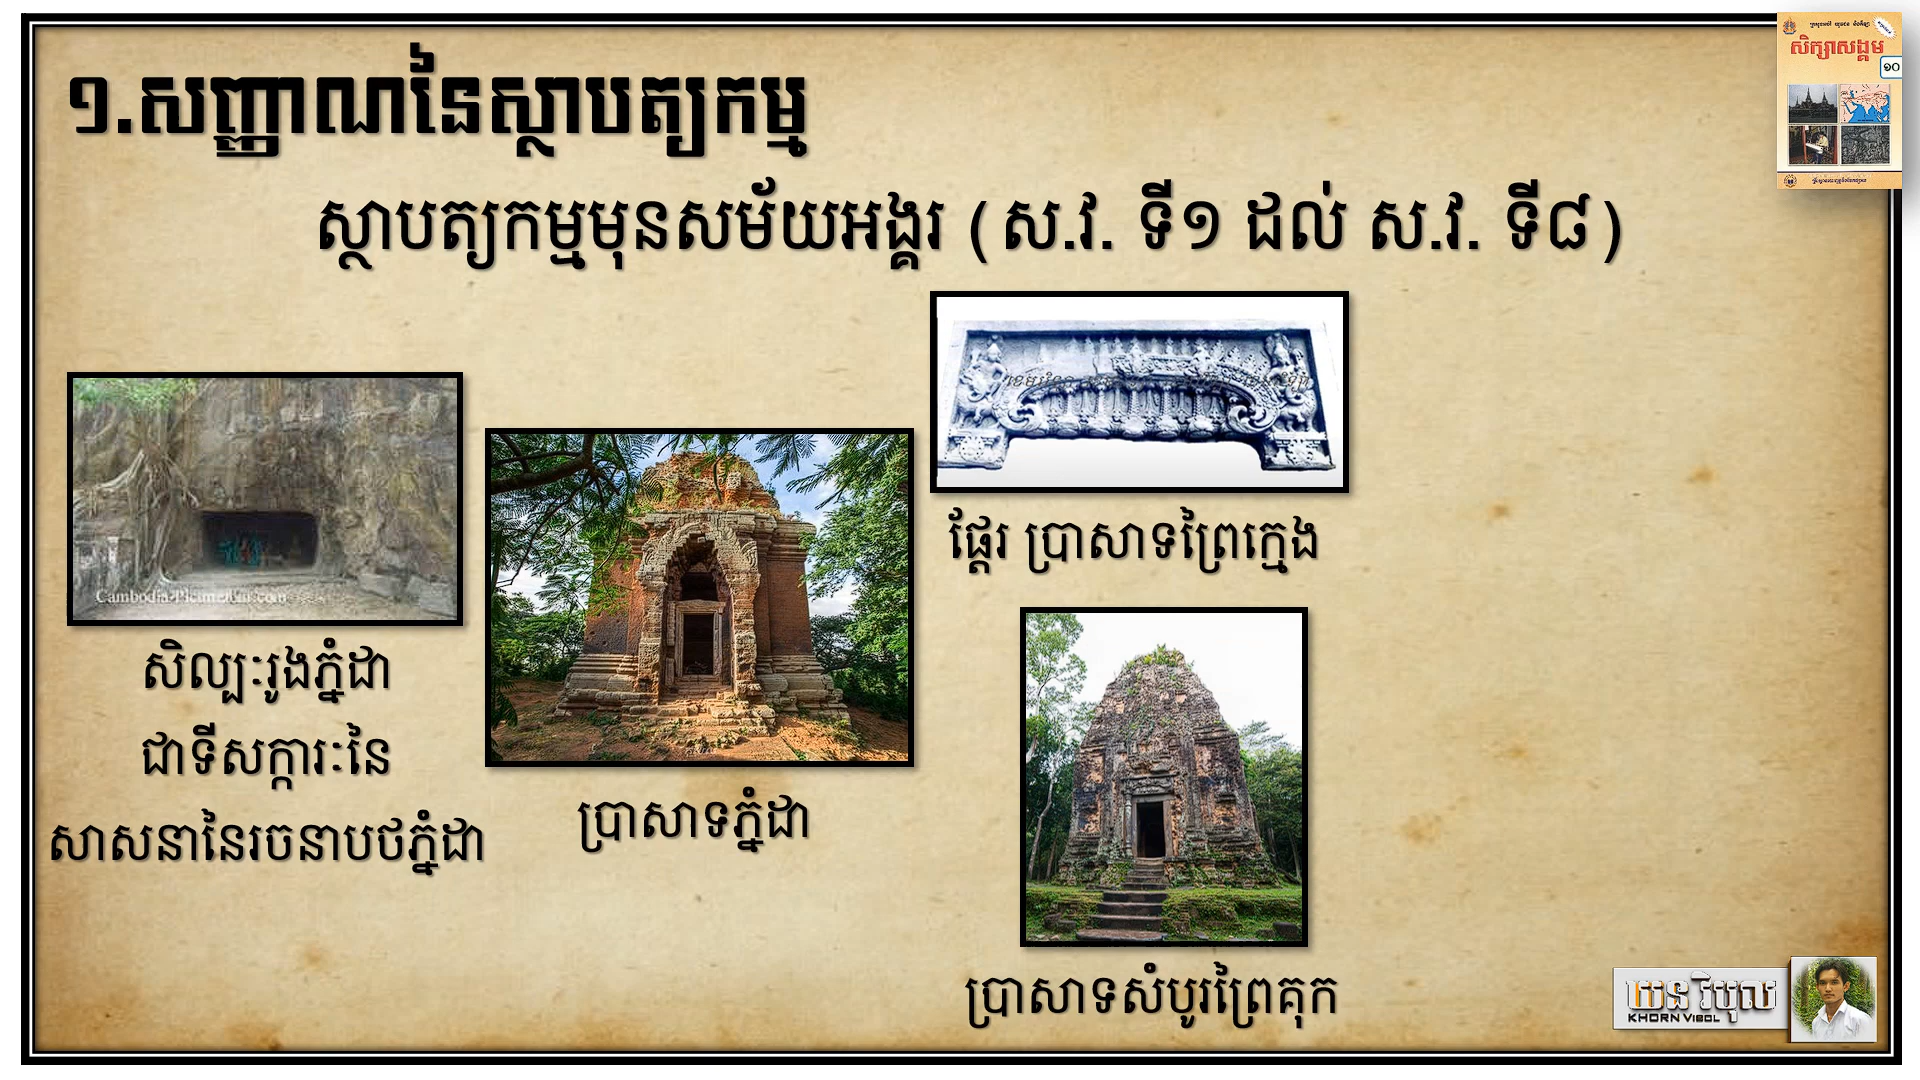 ១.សញ្ញាណនៃស្ថាបត្យកម្ម
ស្ថាបត្យកម្មមុនសម័យអង្គរ (ស.វ. ទី១ ដល់ ស.វ. ទី៨)
សិក្សាសង្គម
១០
Cambodia-Picturetour.com
សិល្បៈរូងភ្នំដា
ជាទីសក្ការៈនៃ
សាសនានៃរចនាបថភ្នំដា
ប្រាសាទភ្នំដា
ផ្តែរ ប្រាសាទព្រៃក្មេង
ប្រាសាទសំបូរព្រៃគុក
ឃន វិបុល
KHORN VIBOL